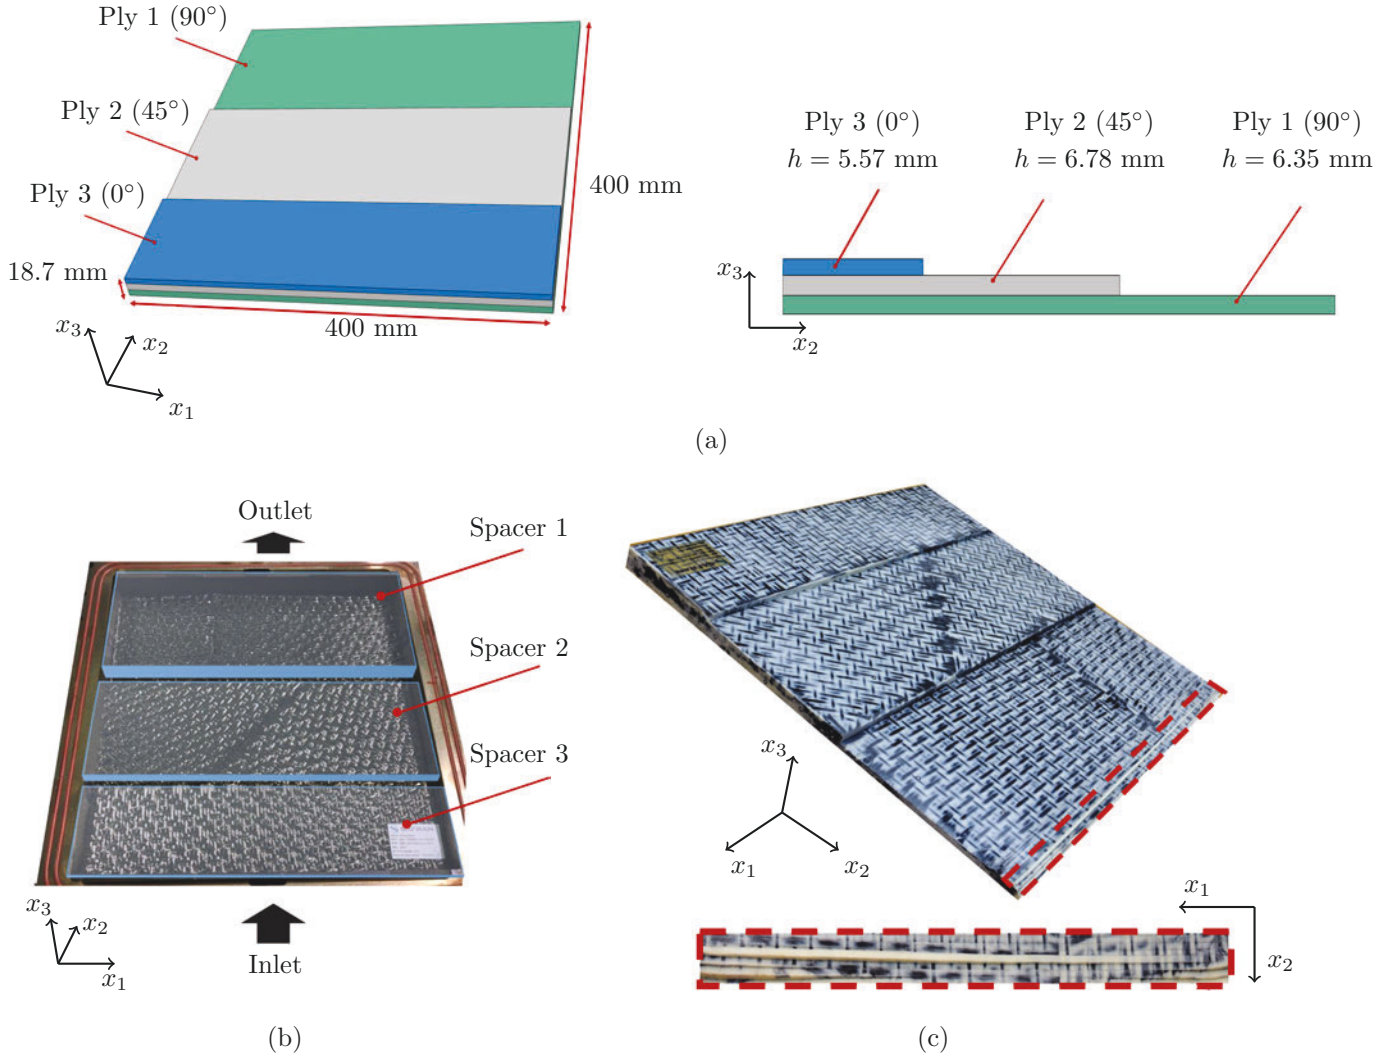 Ply 1 (90°)
Ply 2 (45°)
Ply 3 (0°)
18.7 mm
400 mm
400 mm
x3
x2
x1
Ply 3 (0°)
h = 5.57 mm
Ply 2 (45°)
h = 6.78 mm
Ply 1 (90°)
h = 6.35 mm
x3
x2
(a)
Outlet
Spacer 1
Spacer 2
Spacer 3
x3
x2
x1
Inlet
(b)
x3
x1
x2
x1
x2
(c)